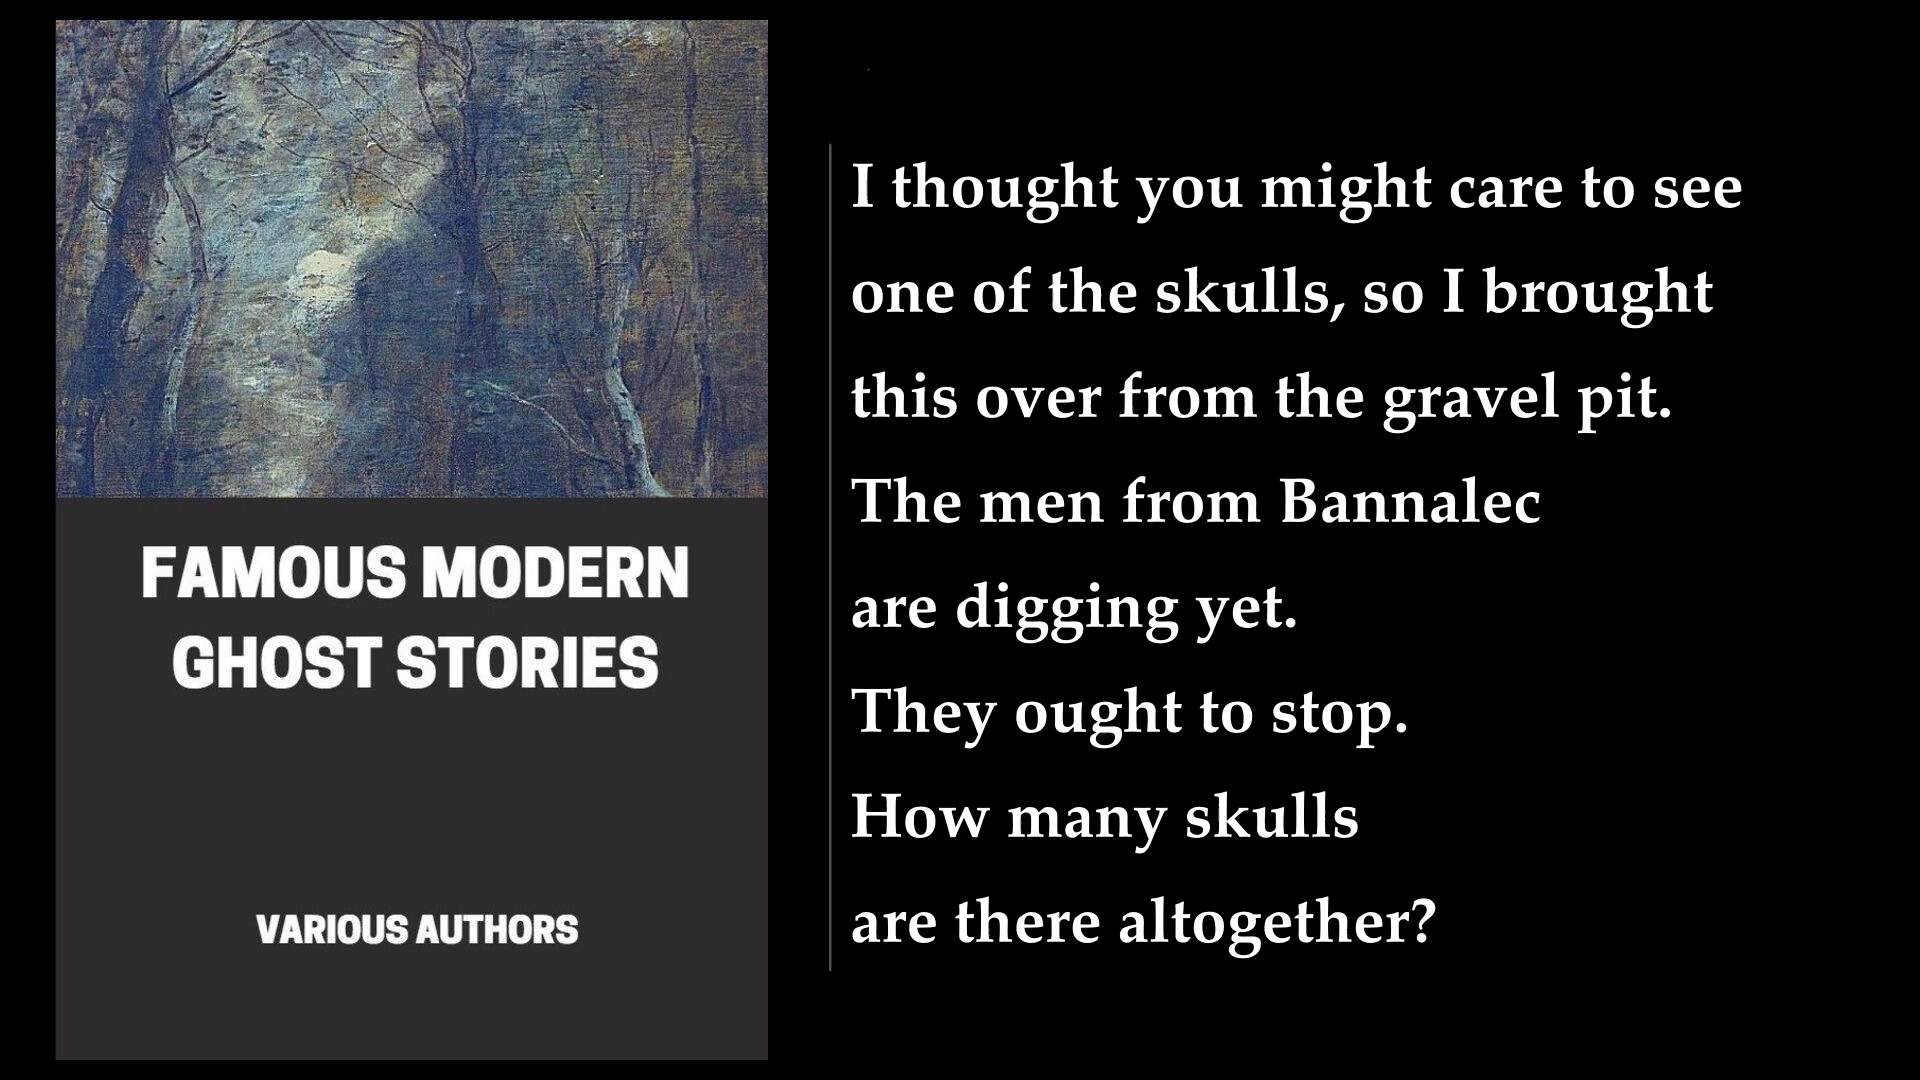 FAMOUS MODERN
GHOST STORIES
VARIOUS AUTHORS
I thought you might care to see
one of the skulls, so I brought
this over from the gravel pit.
The men from Bannalec
are digging yet.
They ought to stop.
How many skulls
are there altogether?